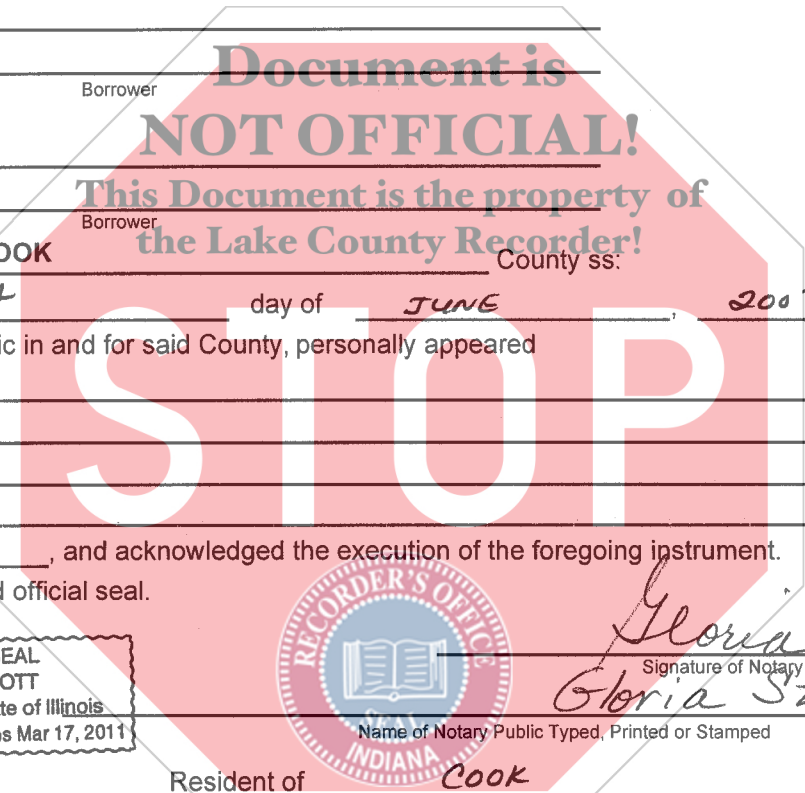 Document is
Borrower
NOT OFFICIAL!
This Document is the property of
Borrower
the Lake County Recorder!
OOK County ss:
day of JUNE, 200
ic in and for said County, personally appeared
STOP
, and acknowledged the execution of the foregoing instrument.
d official seal.
RECORDER'S OFFICE
SEAL
INDIANA
Gloria
Signature of Notary
EAL
OTT
te of Illinois
es Mar 17, 2011
Gloria
Name of Notary Public Typed, Printed or Stamped
Resident of COOK